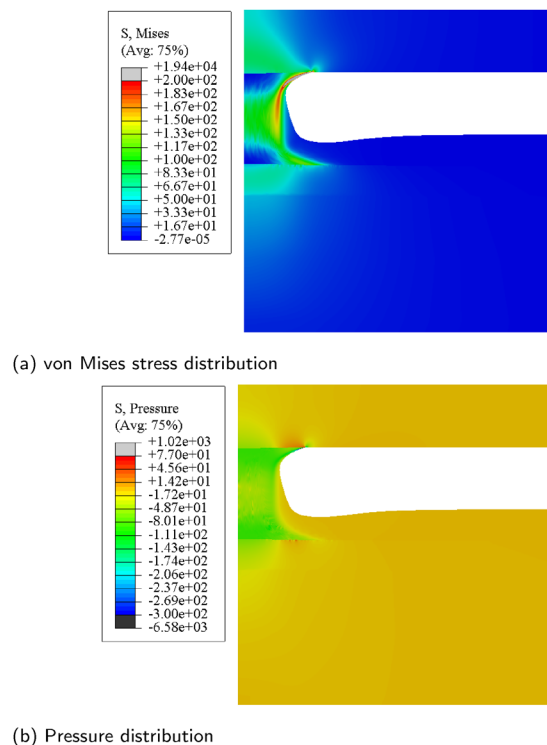 S, Mises
(Avg: 75%)
+1.94e+04
+2.00e+02
+1.83e+02
+1.67e+02
+1.50e+02
+1.33e+02
+1.17e+02
+1.00e+02
+8.33e+01
+6.67e+01
+5.00e+01
+3.33e+01
+1.67e+01
-2.77e-05
(a) von Mises stress distribution
S, Pressure
(Avg: 75%)
+1.02e+03
+7.70e+01
+4.56e+01
+1.42e+01
-1.72e+01
-4.87e+01
-8.01e+01
-1.11e+02
-1.43e+02
-1.74e+02
-2.06e+02
-2.37e+02
-2.69e+02
-3.00e+02
-6.58e+03
(b) Pressure distribution